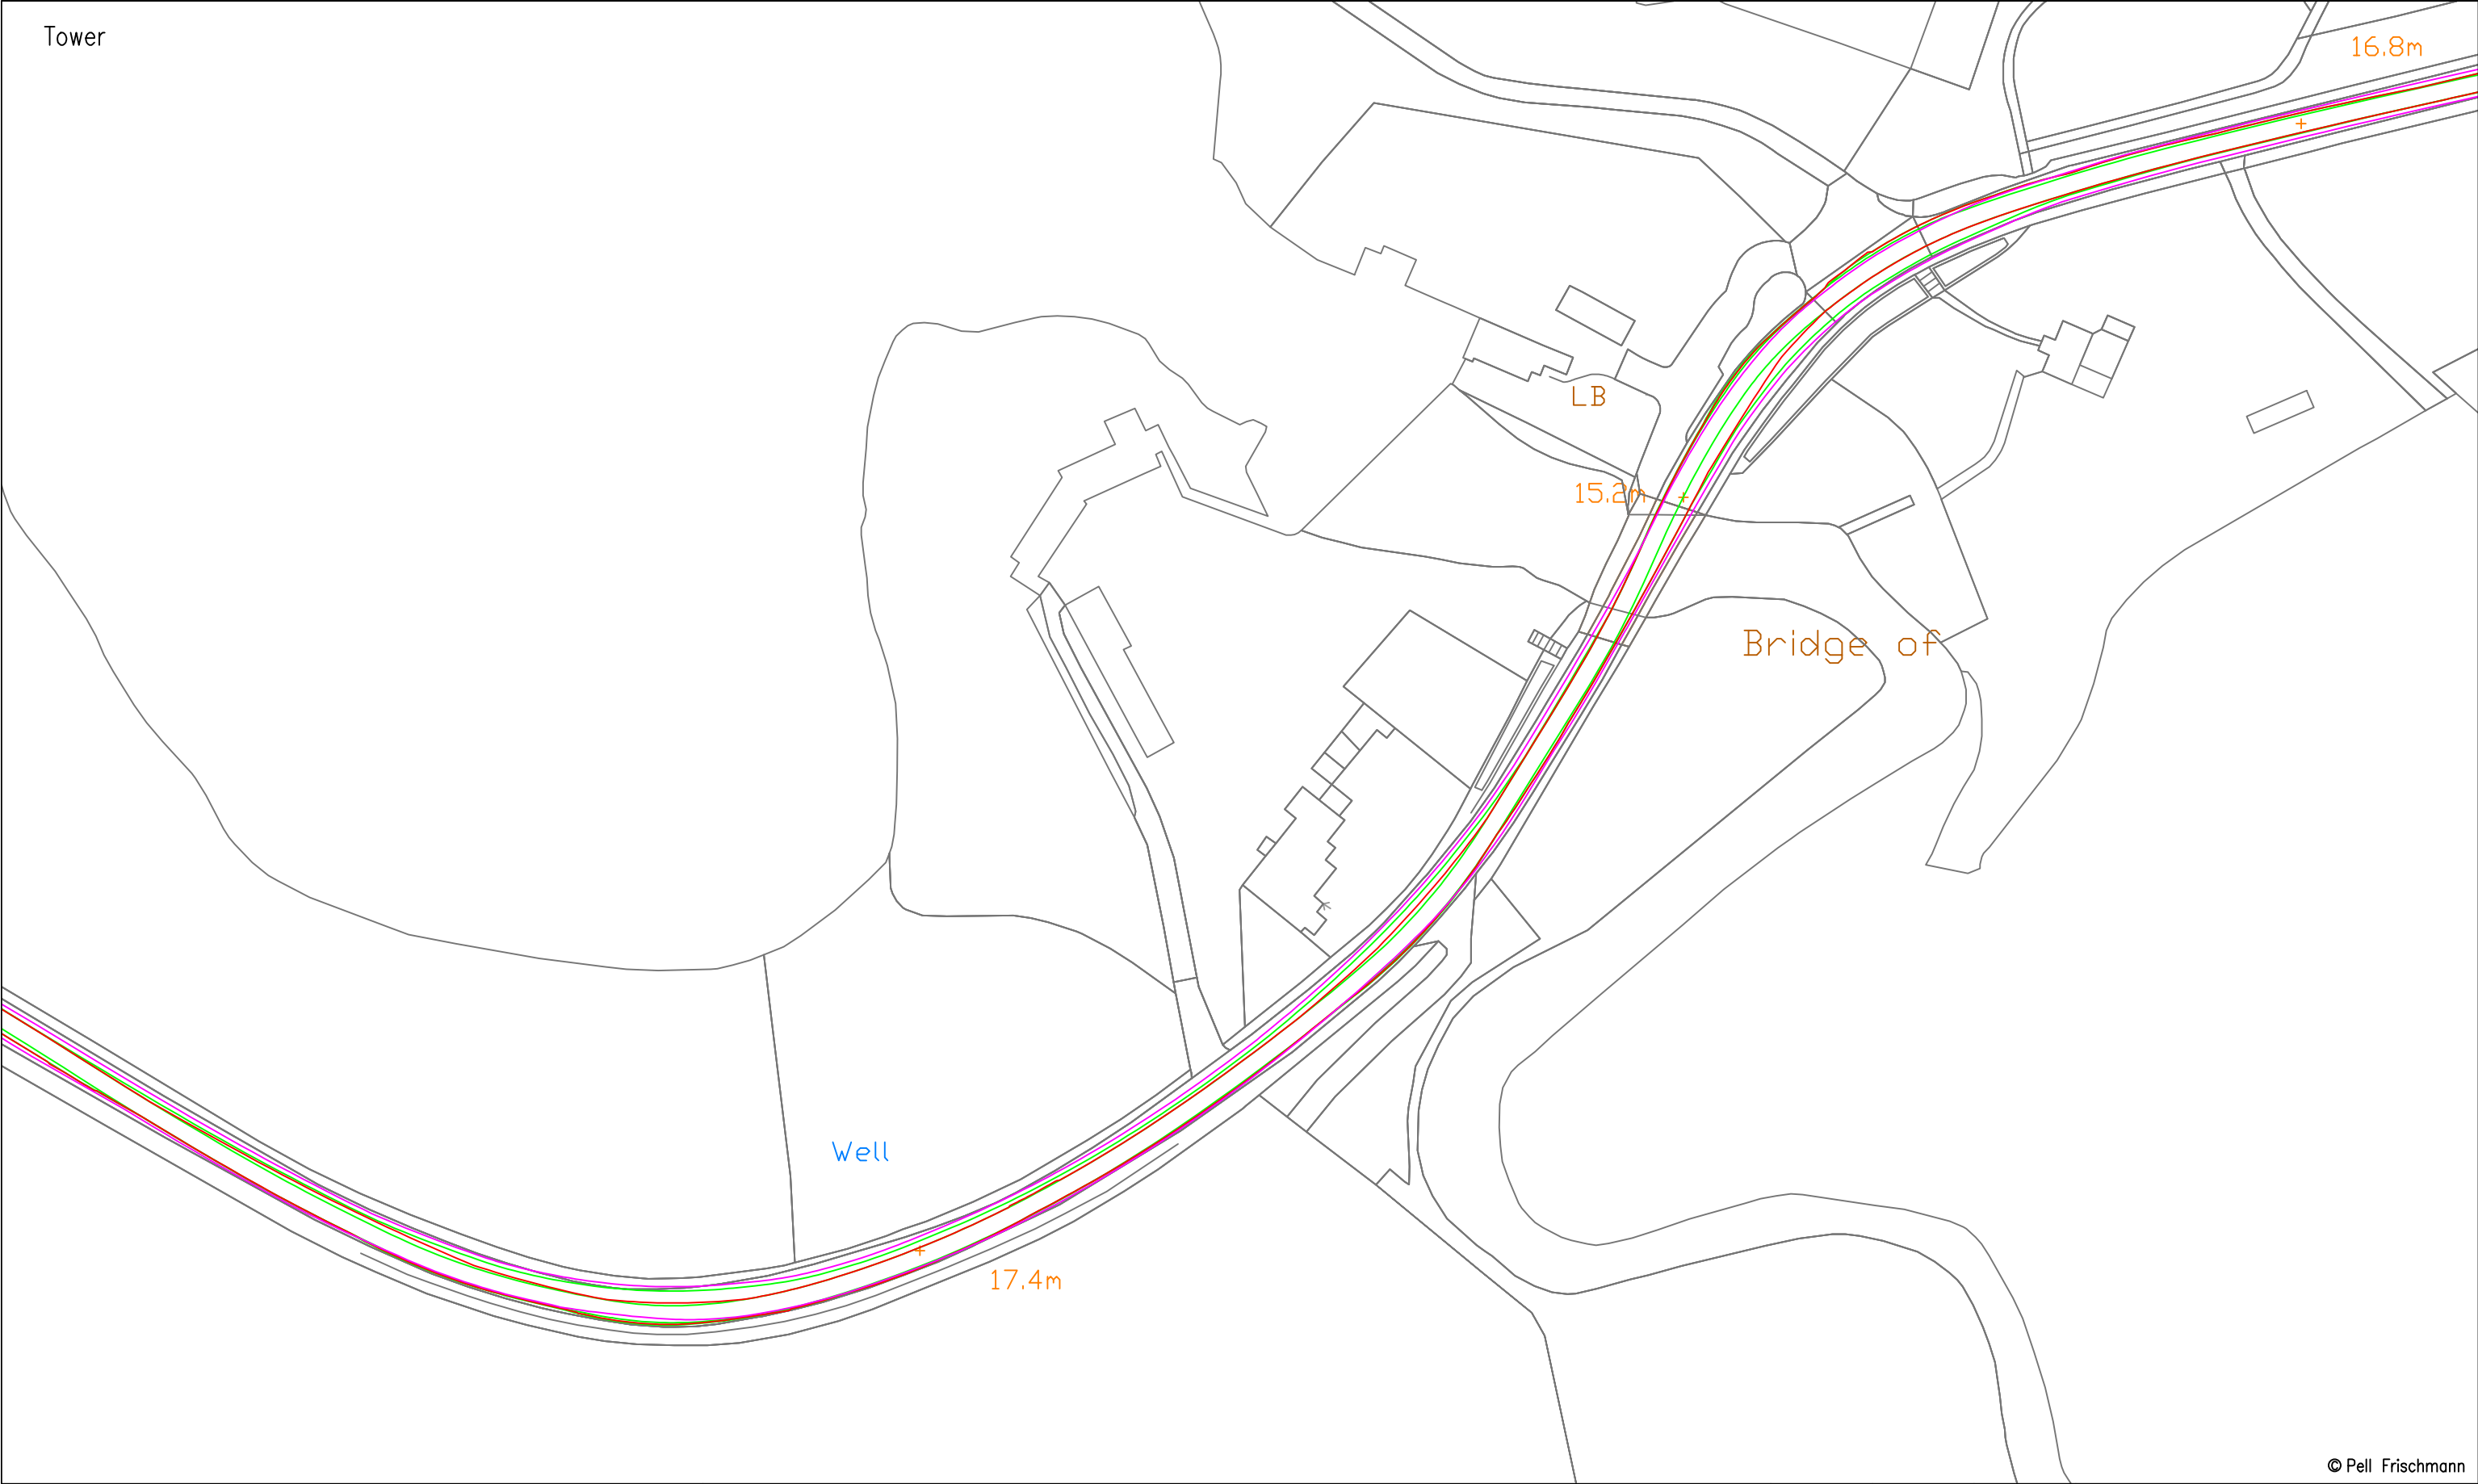 Tower
16.8m
LB
15.2m
Bridge of
Well
17.4m
© Pell Frischmann